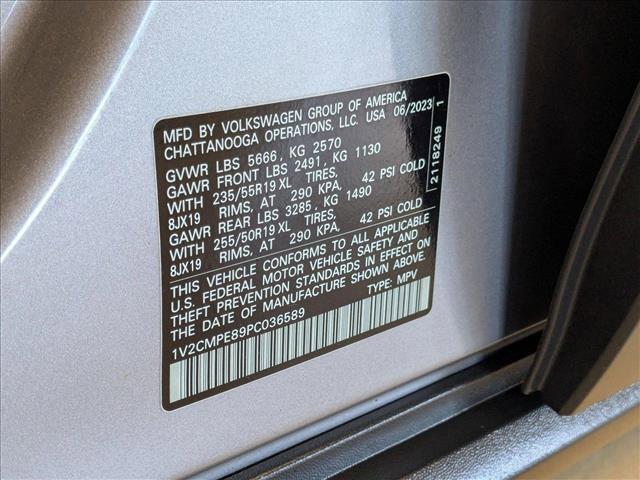 MFD BY VOLKSWAGEN GROUP OF AMERICA
CHATTANOOGA OPERATIONS, LLC. USA 06/2023
GVWR LBS 5666, KG 2570
GAWR FRONT LBS 2491, KG 1130
WITH 235/55R19 XL TIRES,
8JX19 RIMS, AT 290 KPA, 42 PSI COLD
GAWR REAR LBS 3285, KG 1490
WITH 255/50R19 XL TIRES,
8JX19 RIMS, AT 290 KPA, 42 PSI COLD
THIS VEHICLE CONFORMS TO ALL APPLICABLE
U.S. FEDERAL MOTOR VEHICLE SAFETY AND
THEFT PREVENTION STANDARDS IN EFFECT ON
THE DATE OF MANUFACTURE SHOWN ABOVE.
1V2CMPE89PC036589 TYPE: MPV
2118249 1